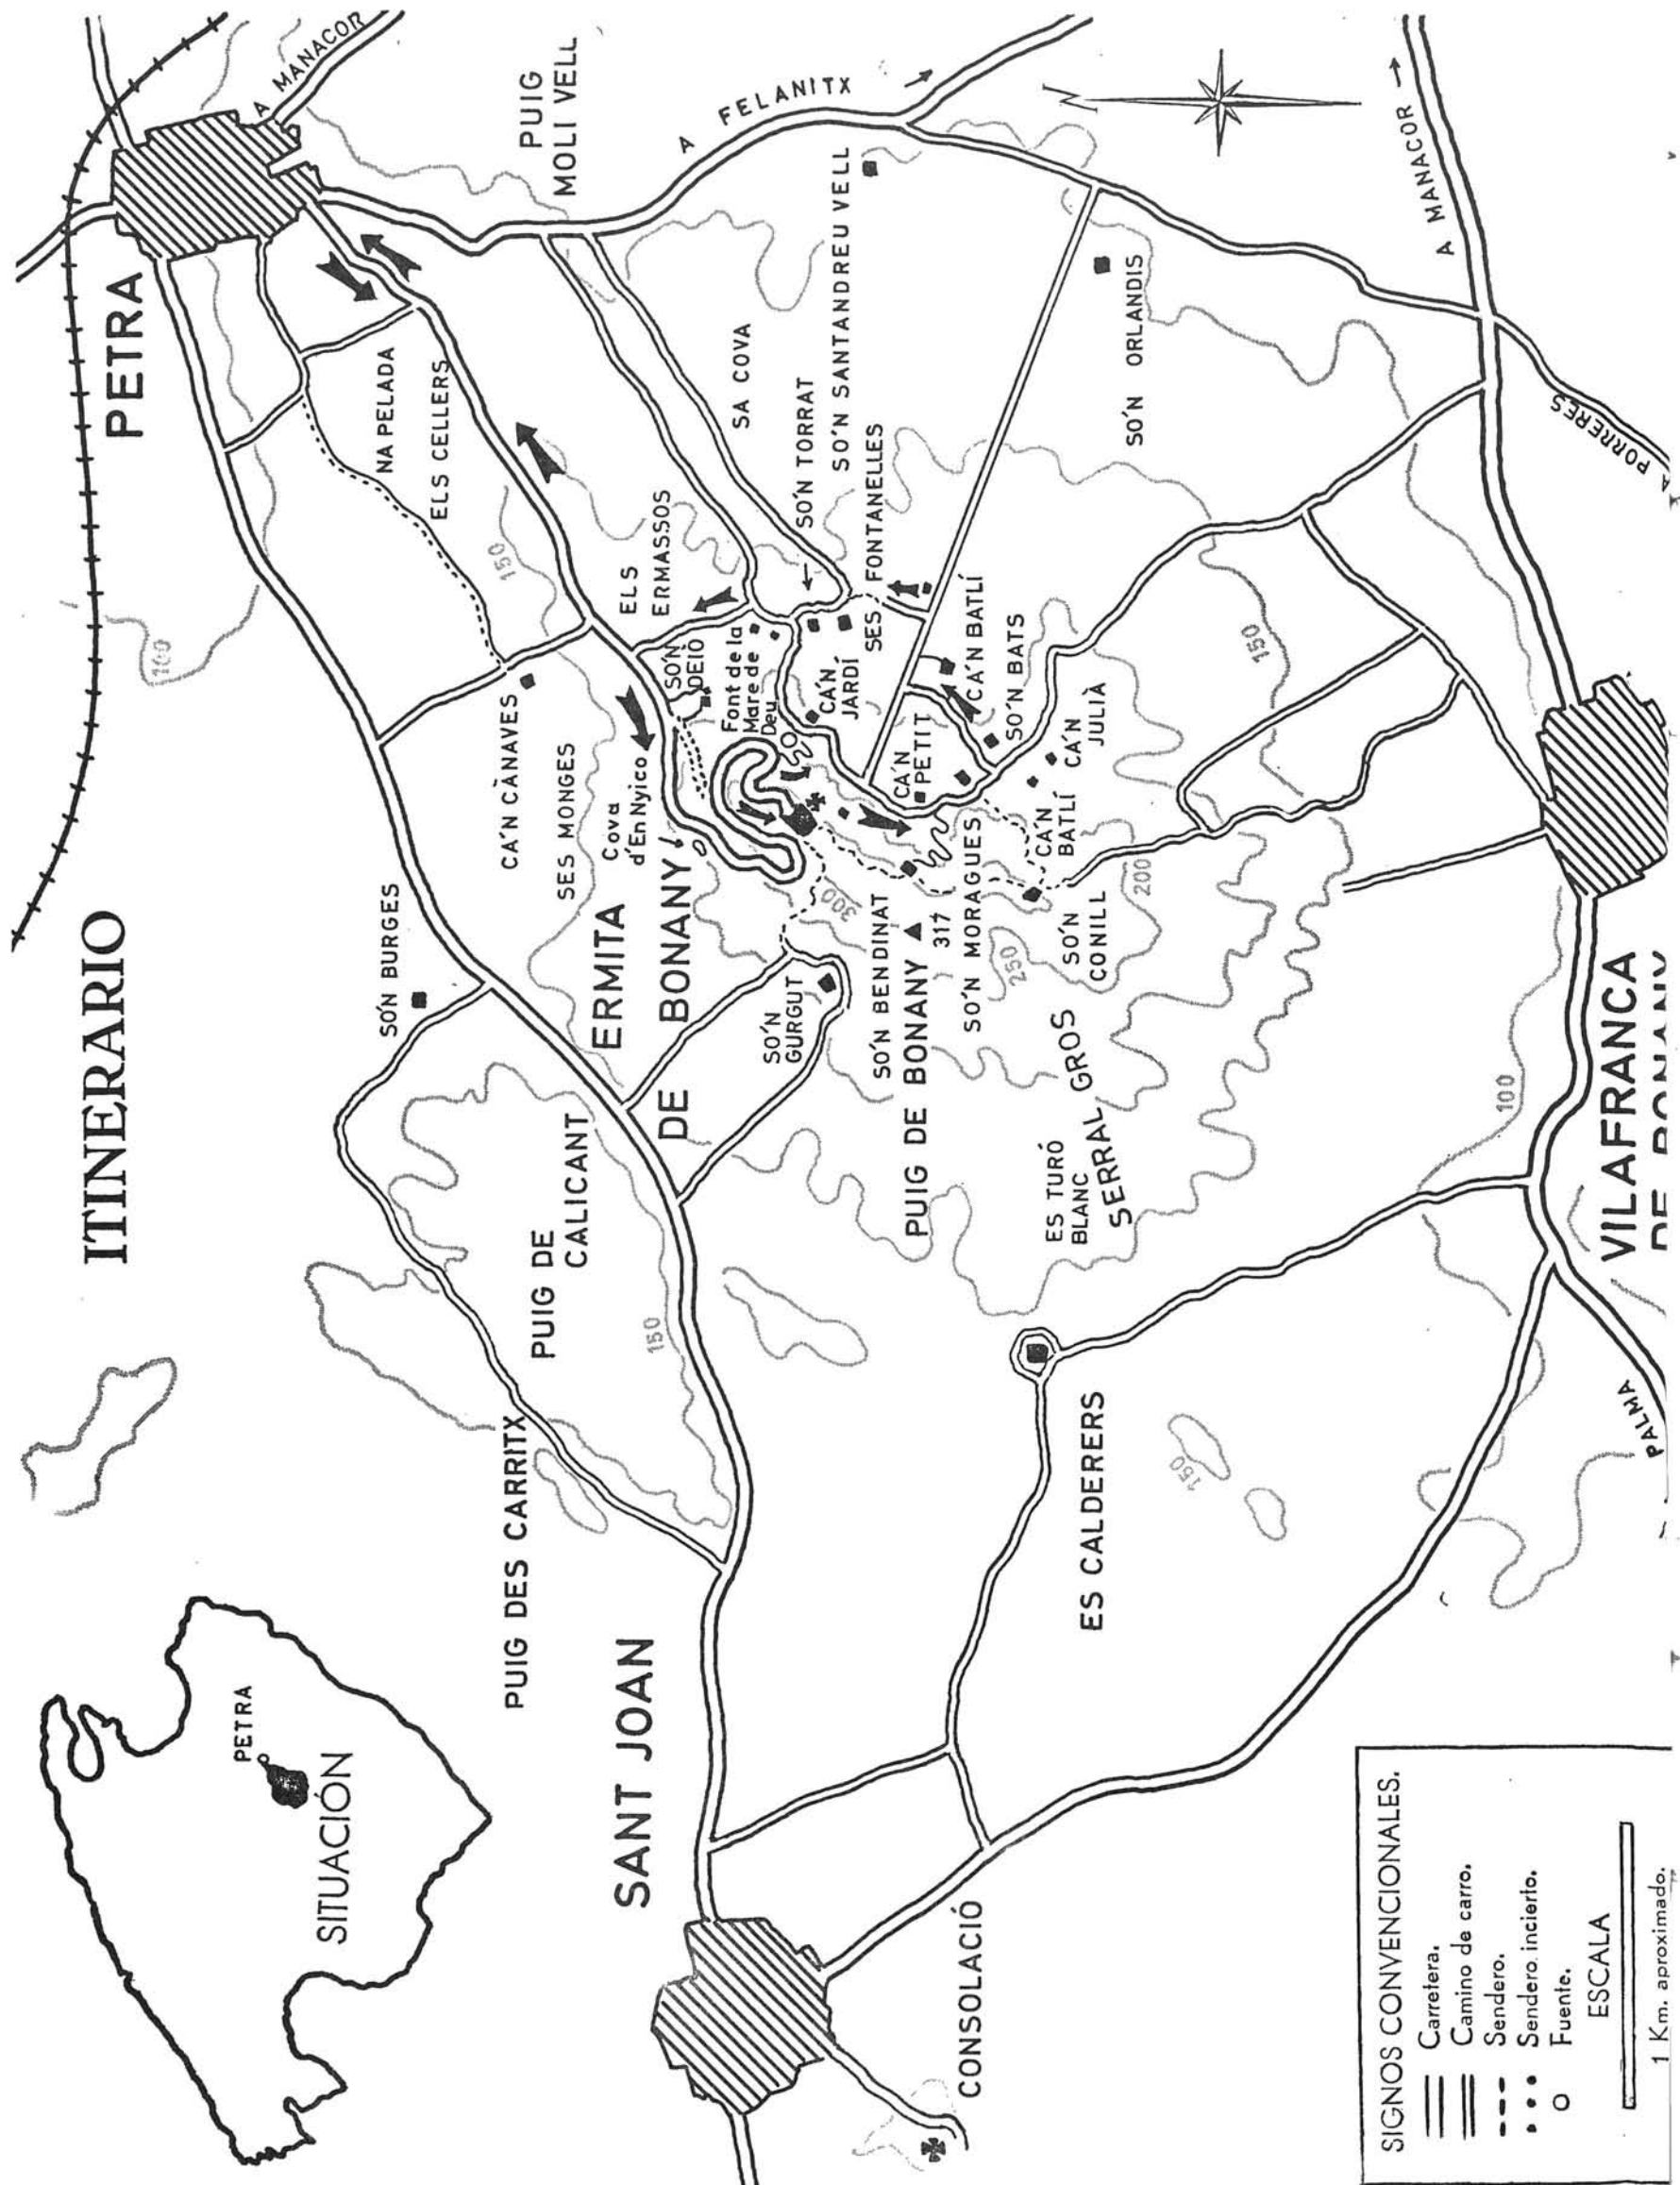 ITINERARIO
PETRA
SITUACIÓN
PETRA
A MANACOR
PUIG
MOLI VELL
A FELANITX
N
NA PELADA
ELS CELLERS
100
150
SO'N BURGES
CA'N CÀNAVES
SES MONGES
Cova
d'En Nyico
ELS
ERMASSOS
SO'N
DEIÒ
Font de la
Mare de
Deu
SA COVA
SO'N TORRAT
SO'N SANTANDREU VELL
SES FONTANELLES
CA'N
JARDÍ
ERMITA
DE BONANY
PUIG DE
CALICANT
150
PUIG DES CARRITX
SO'N
GURGUT
300
SO'N BENDINAT
PUIG DE BONANY
317
SO'N MORAGUES
CA'N
PETIT
CA'N BATLÍ
SO'N BATS
CA'N
JULIÀ
CA'N
BATLÍ
SO'N
CONILL
250
200
150
SO'N ORLANDIS
A MANACOR
A PORRERES
ES TURÓ
BLANC
SERRAL GROS
SANT JOAN
CONSOLACIÓ
ES CALDERERS
150
100
PALMA
VILAFRANCA
DE BONANY
SIGNOS CONVENCIONALES.
Carretera.
Camino de carro.
Sendero.
Sendero incierto.
Fuente.
ESCALA
1 Km. aproximado.